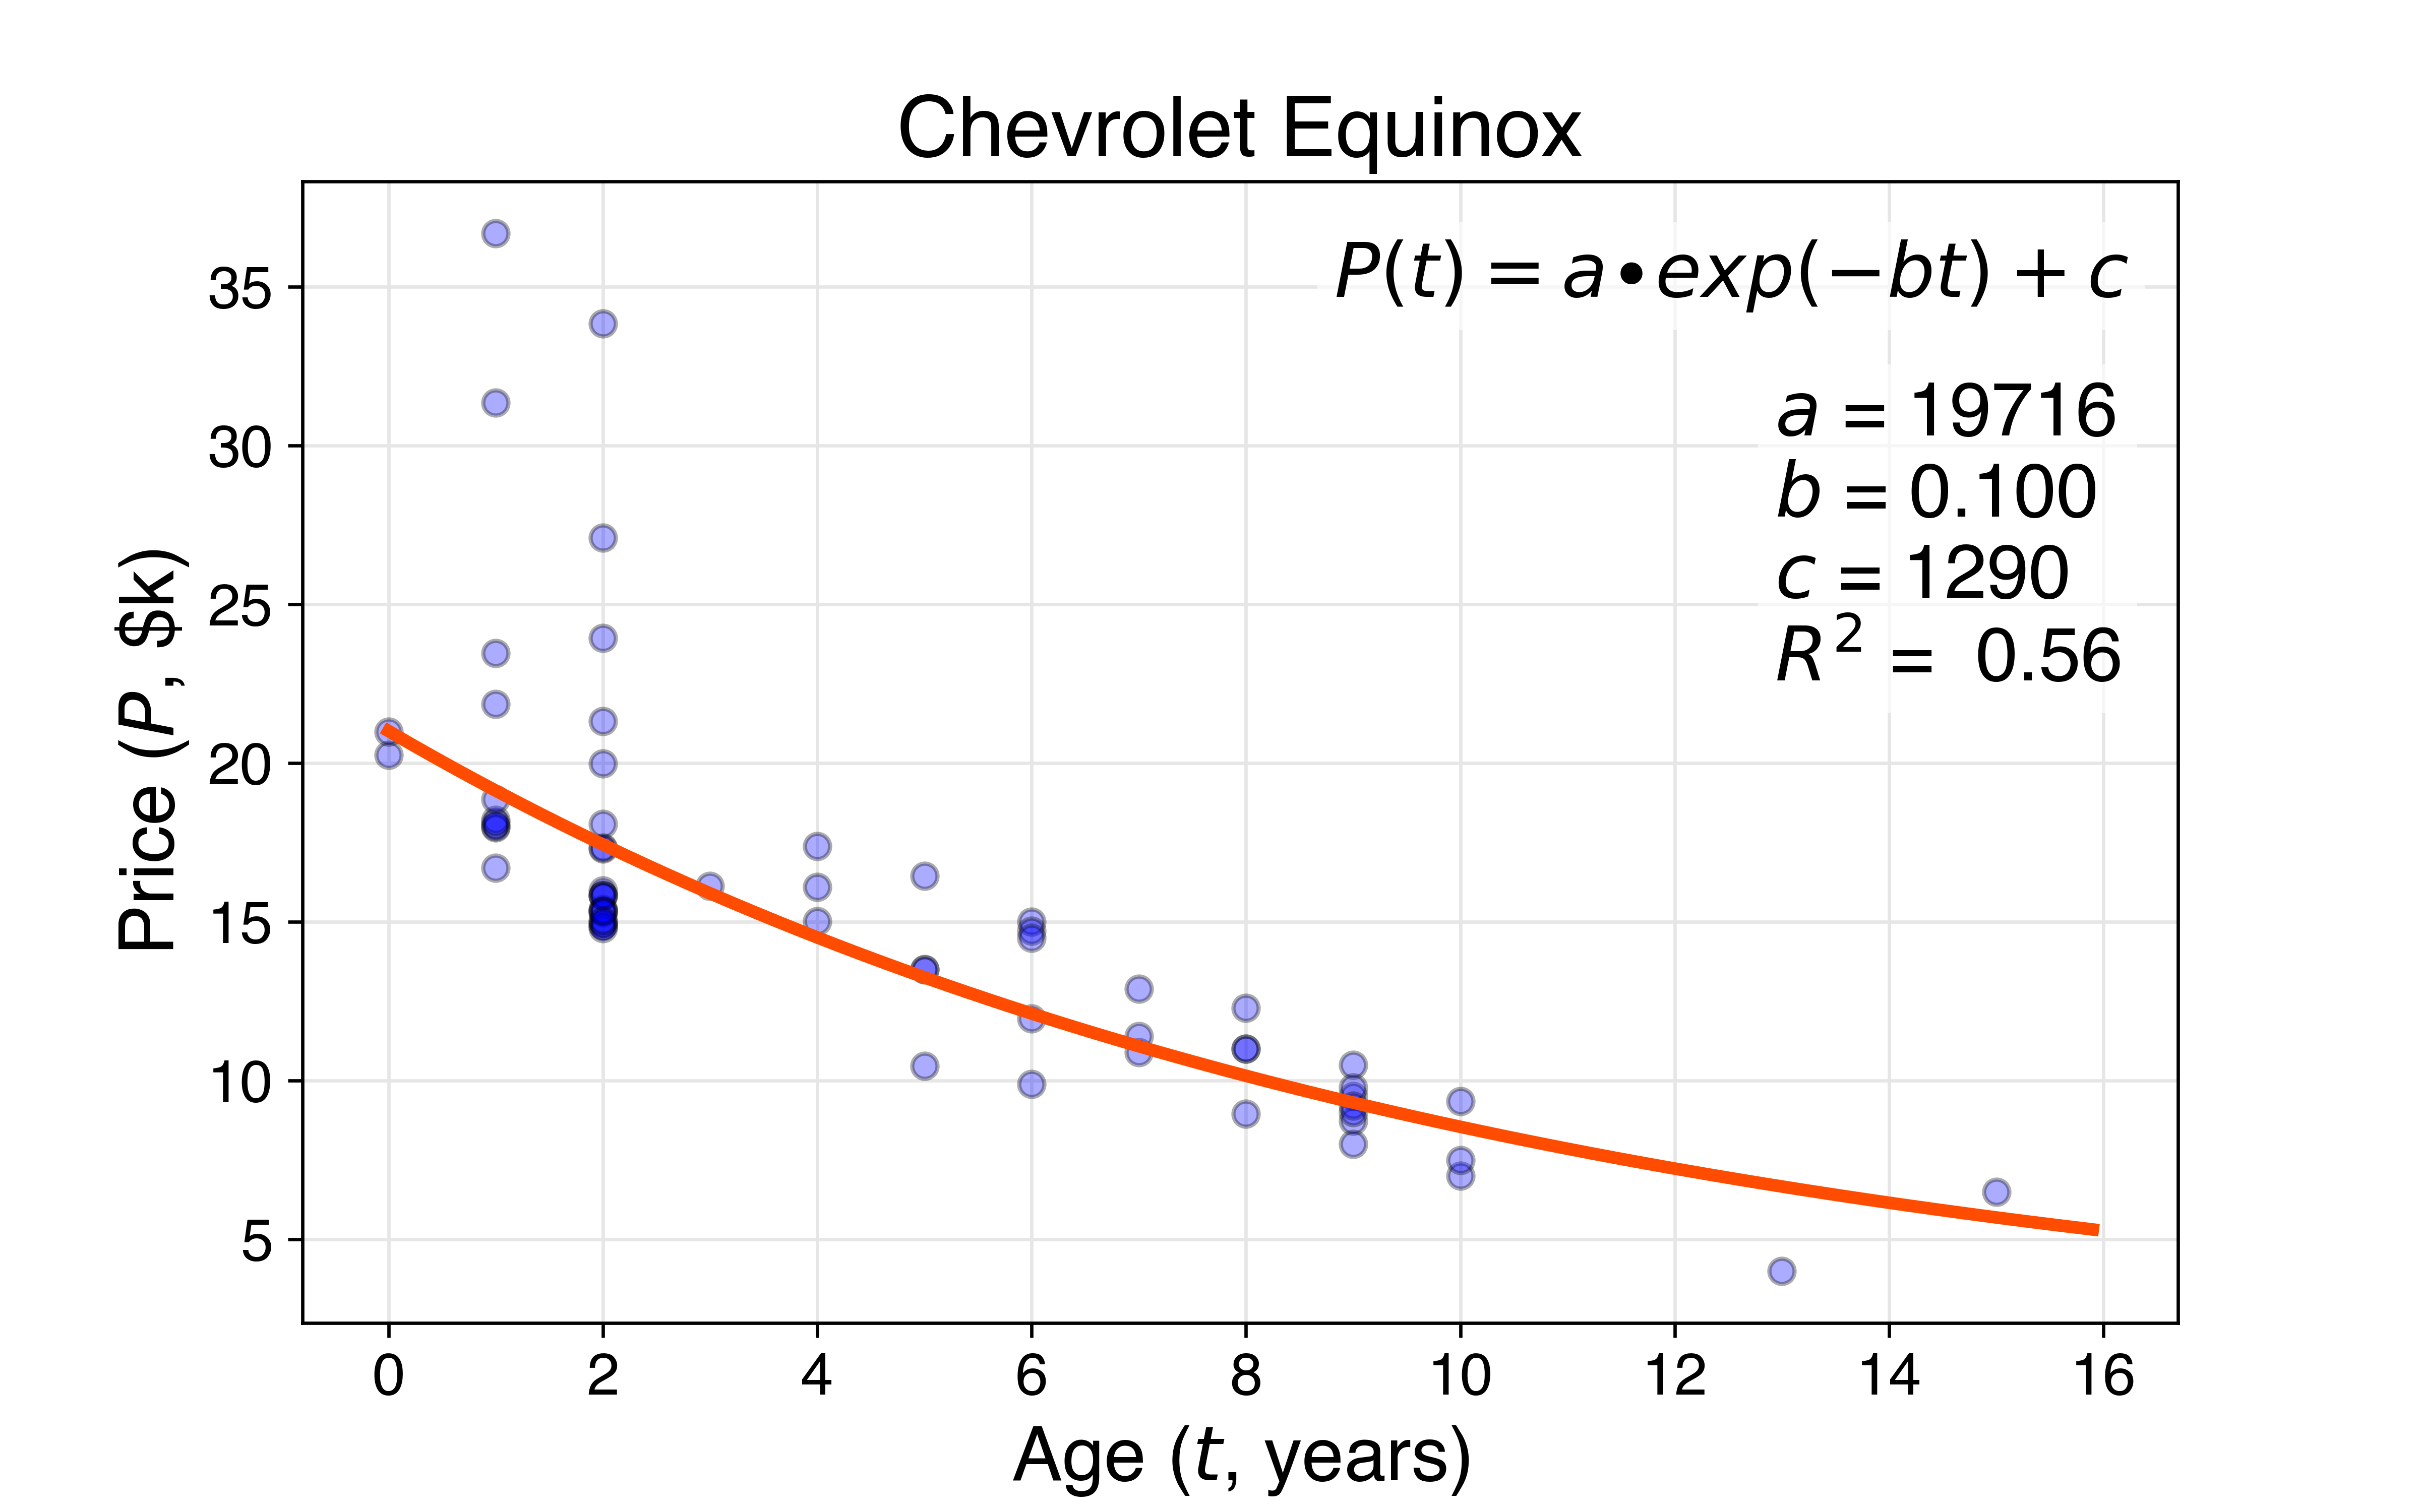 Chevrolet Equinox
P(t) = a•exp(−bt) + c
a = 19716
b = 0.100
c = 1290
R² = 0.56
Price (P, $k)
35
30
25
20
15
10
5
0 2 4 6 8 10 12 14 16
Age (t, years)